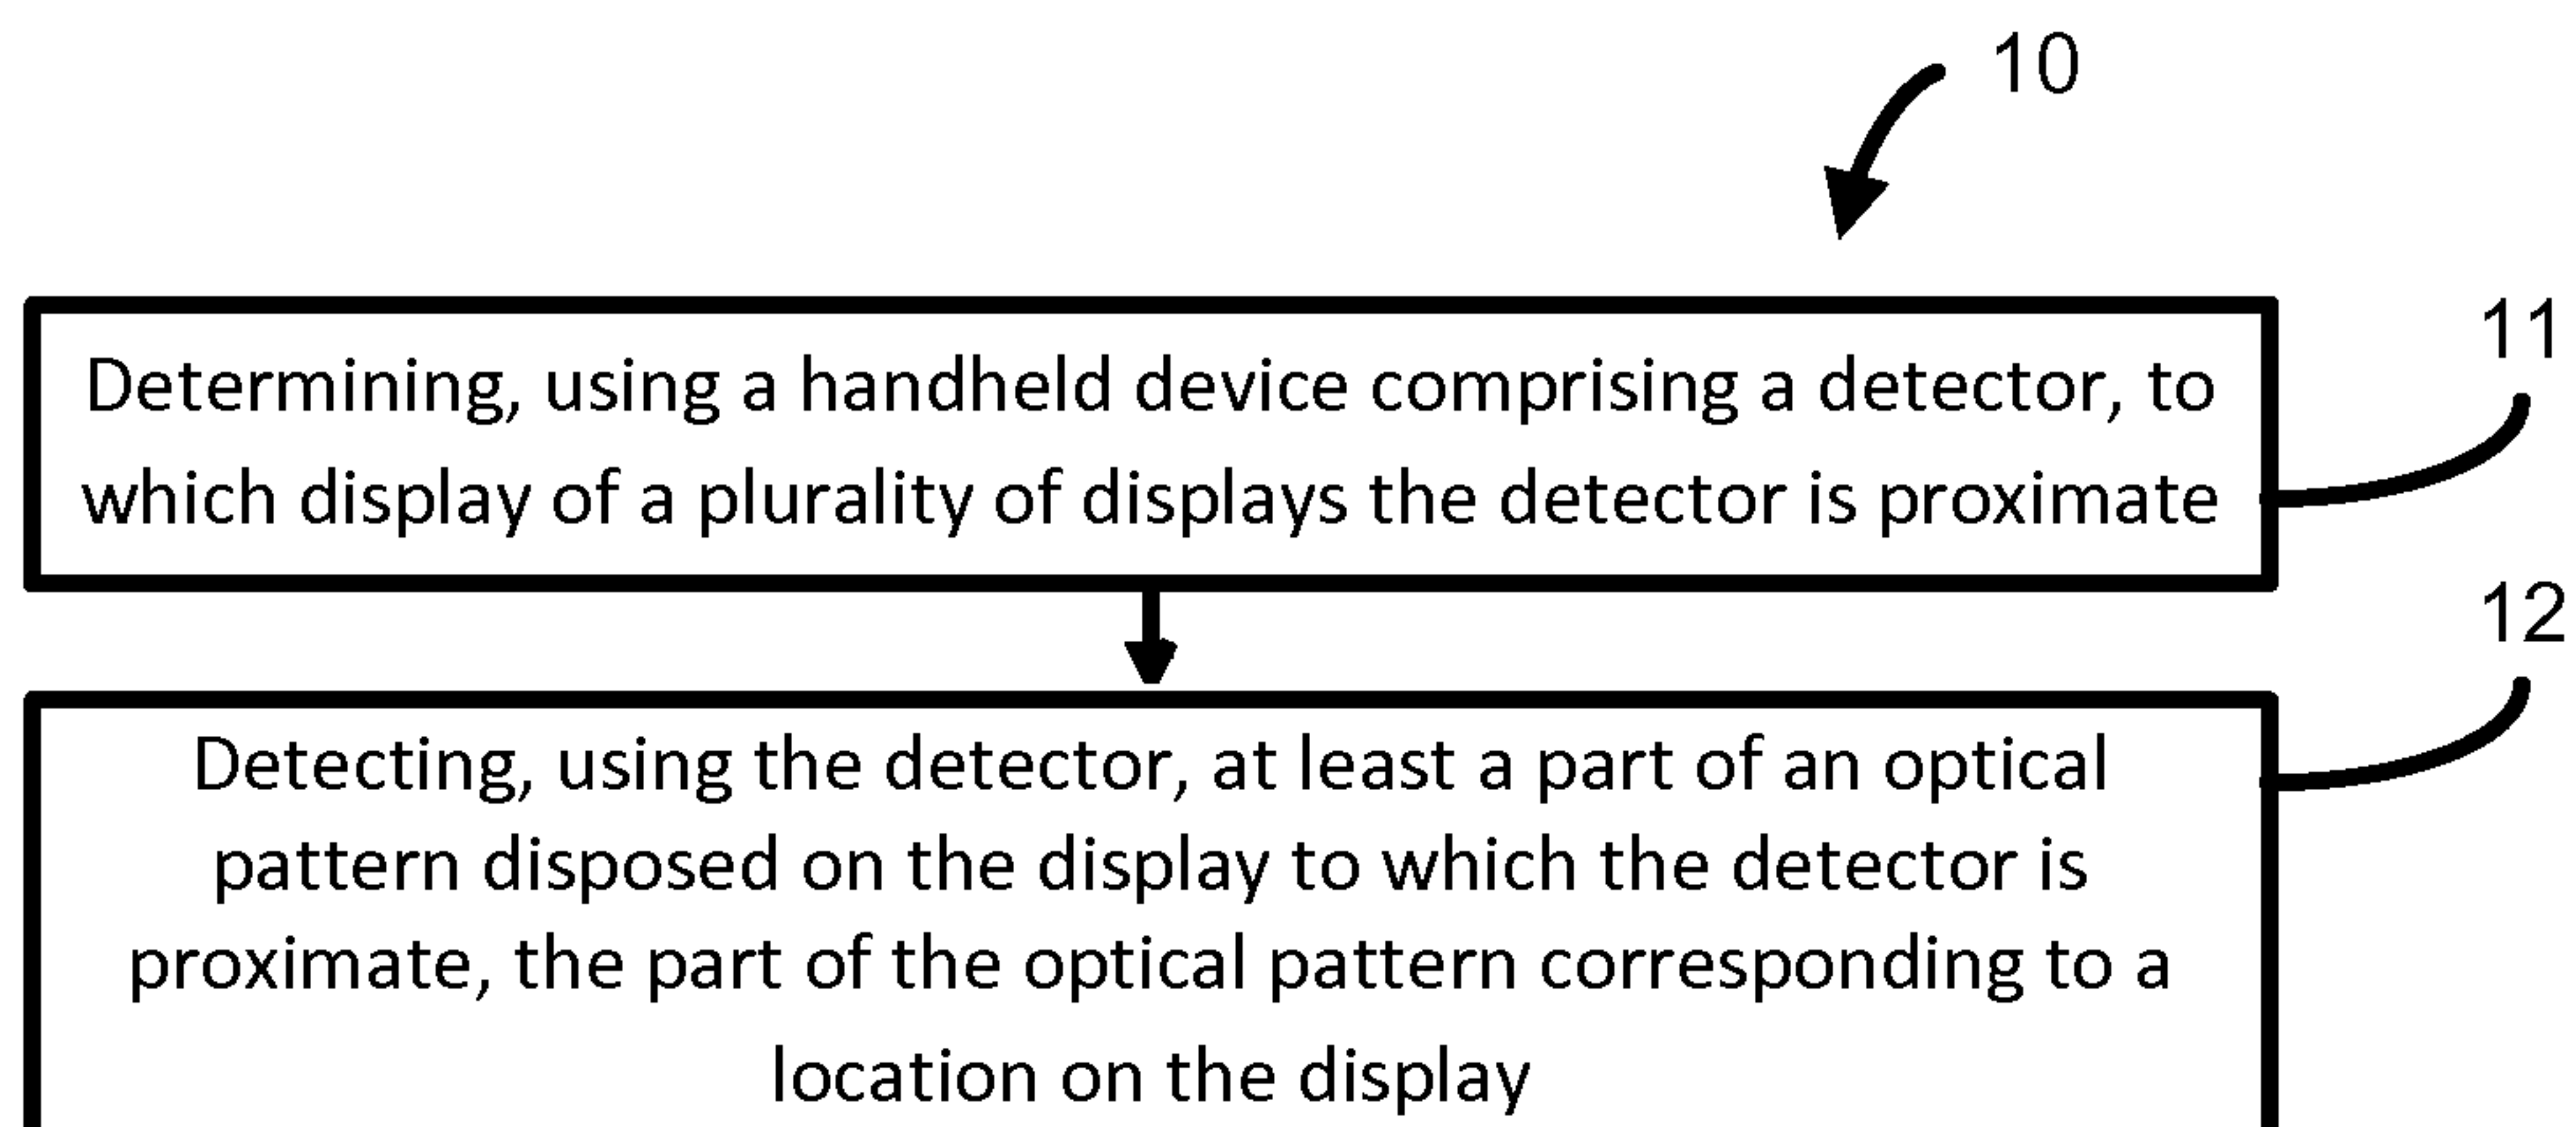 10
Determining, using a handheld device comprising a detector, to
which display of a plurality of displays the detector is proximate
11
Detecting, using the detector, at least a part of an optical
pattern disposed on the display to which the detector is
proximate, the part of the optical pattern corresponding to a
location on the display
12